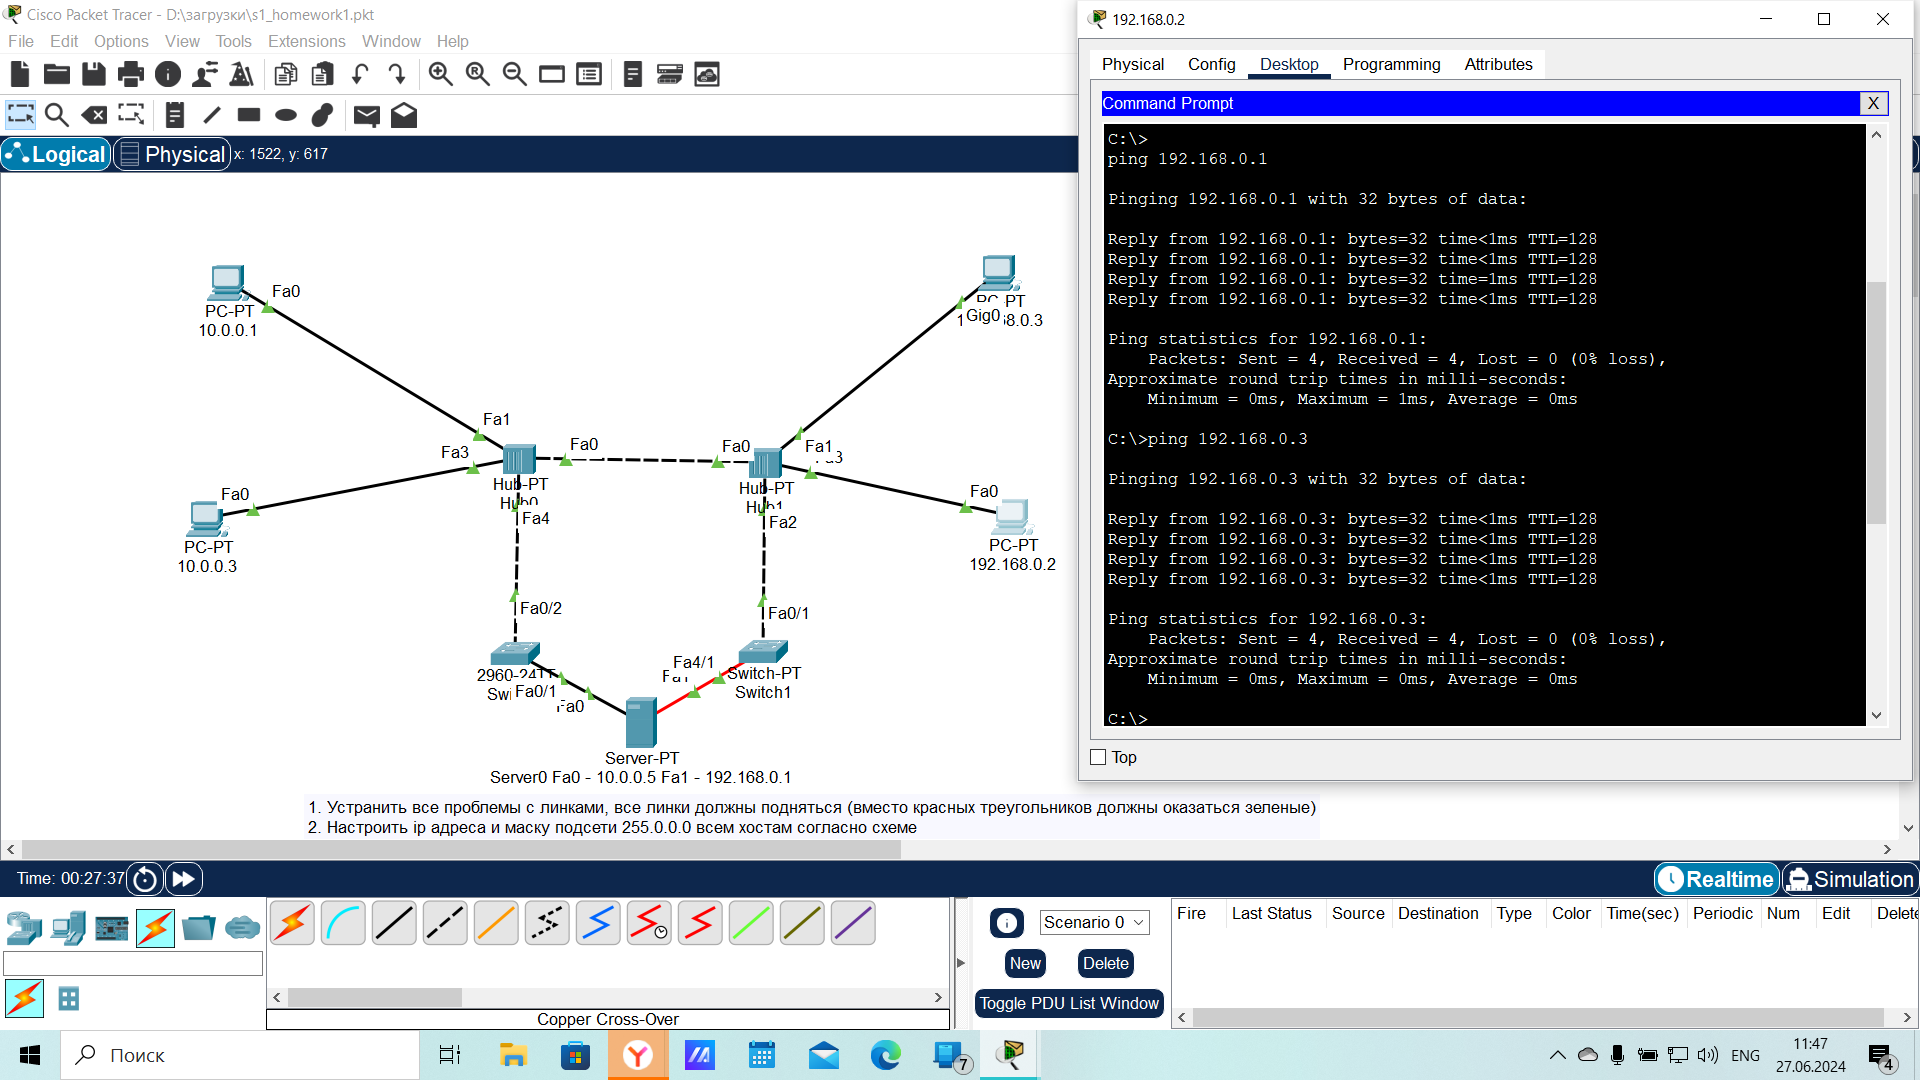 Cisco Packet Tracer - D:\загрузки\s1_homework1.pkt
File Edit Options View Tools Extensions Window Help
Logical Physical x: 1522, y: 617
Fa0
PC-PT
10.0.0.1
PC-PT
Gig0
8.0.3
Fa1
Fa3
Fa0
Fa0
Fa1
Hub-PT
Hub0
Fa4
Hub-PT
Hub1
Fa2
Fa0
PC-PT
10.0.0.3
Fa0
PC-PT
192.168.0.2
Fa0/2
Fa0/1
2960-24TT
Fa0/1
Fa0
Fa4/1
Fa1
Switch-PT
Switch1
Server-PT
Server0 Fa0 - 10.0.0.5 Fa1 - 192.168.0.1
1. Устранить все проблемы с линками, все линки должны подняться (вместо красных треугольников должны оказаться зеленые)
2. Настроить ip адреса и маску подсети 255.0.0.0 всем хостам согласно схеме
192.168.0.2
Physical Config Desktop Programming Attributes
Command Prompt X
C:\>
ping 192.168.0.1
Pinging 192.168.0.1 with 32 bytes of data:
Reply from 192.168.0.1: bytes=32 time<1ms TTL=128
Reply from 192.168.0.1: bytes=32 time<1ms TTL=128
Reply from 192.168.0.1: bytes=32 time=1ms TTL=128
Reply from 192.168.0.1: bytes=32 time<1ms TTL=128
Ping statistics for 192.168.0.1:
Packets: Sent = 4, Received = 4, Lost = 0 (0% loss),
Approximate round trip times in milli-seconds:
Minimum = 0ms, Maximum = 1ms, Average = 0ms
C:\>ping 192.168.0.3
Pinging 192.168.0.3 with 32 bytes of data:
Reply from 192.168.0.3: bytes=32 time<1ms TTL=128
Reply from 192.168.0.3: bytes=32 time<1ms TTL=128
Reply from 192.168.0.3: bytes=32 time<1ms TTL=128
Reply from 192.168.0.3: bytes=32 time<1ms TTL=128
Ping statistics for 192.168.0.3:
Packets: Sent = 4, Received = 4, Lost = 0 (0% loss),
Approximate round trip times in milli-seconds:
Minimum = 0ms, Maximum = 0ms, Average = 0ms
C:\>
Top
Time: 00:27:37
Realtime Simulation
Copper Cross-Over
Scenario 0
New Delete
Toggle PDU List Window
Fire Last Status Source Destination Type Color Time(sec) Periodic Num Edit Delete
Поиск
7
ENG
11:47
27.06.2024
4